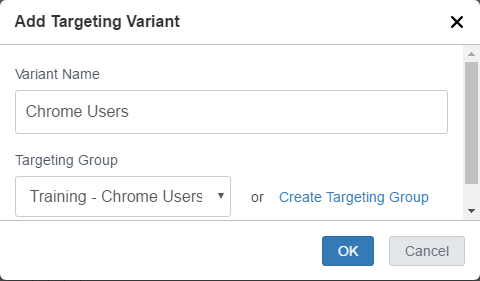 Add Targeting Variant
Variant Name
Chrome Users
Targeting Group
Training - Chrome Users or Create Targeting Group
OK Cancel